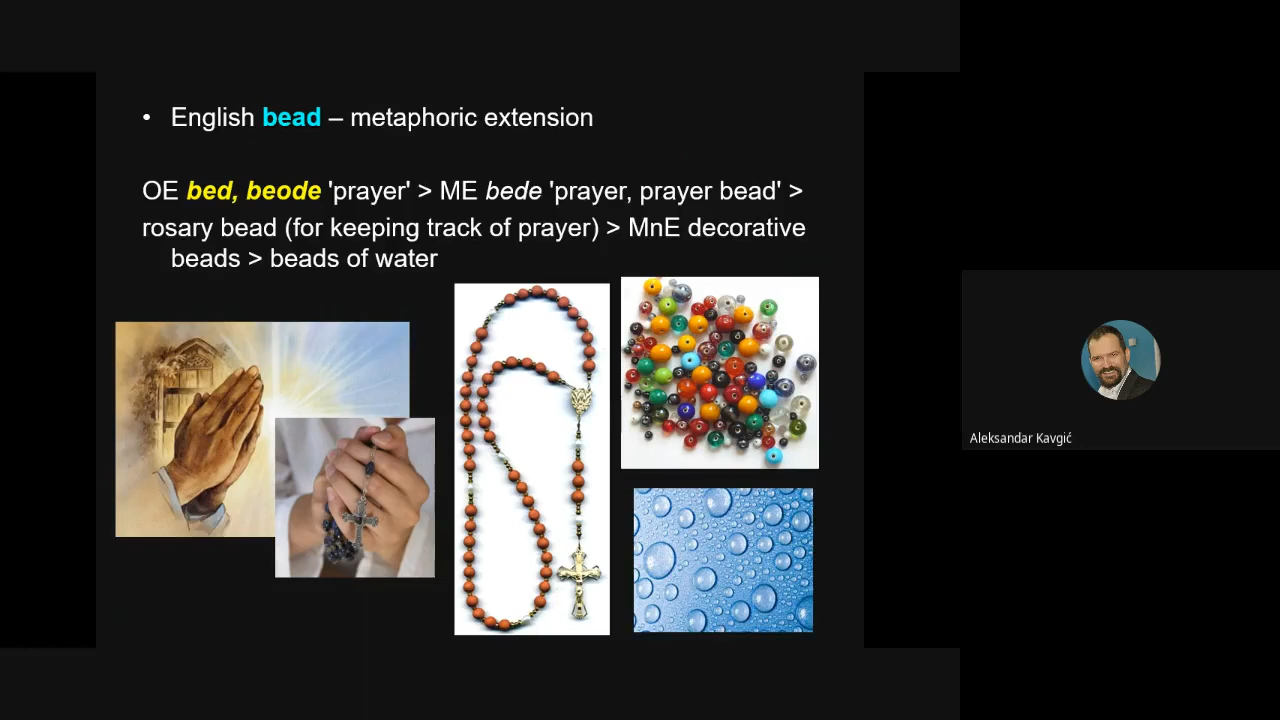 • English bead – metaphoric extension
OE bed, beode 'prayer' > ME bede 'prayer, prayer bead' >
rosary bead (for keeping track of prayer) > MnE decorative
beads > beads of water
Aleksandar Kavgić